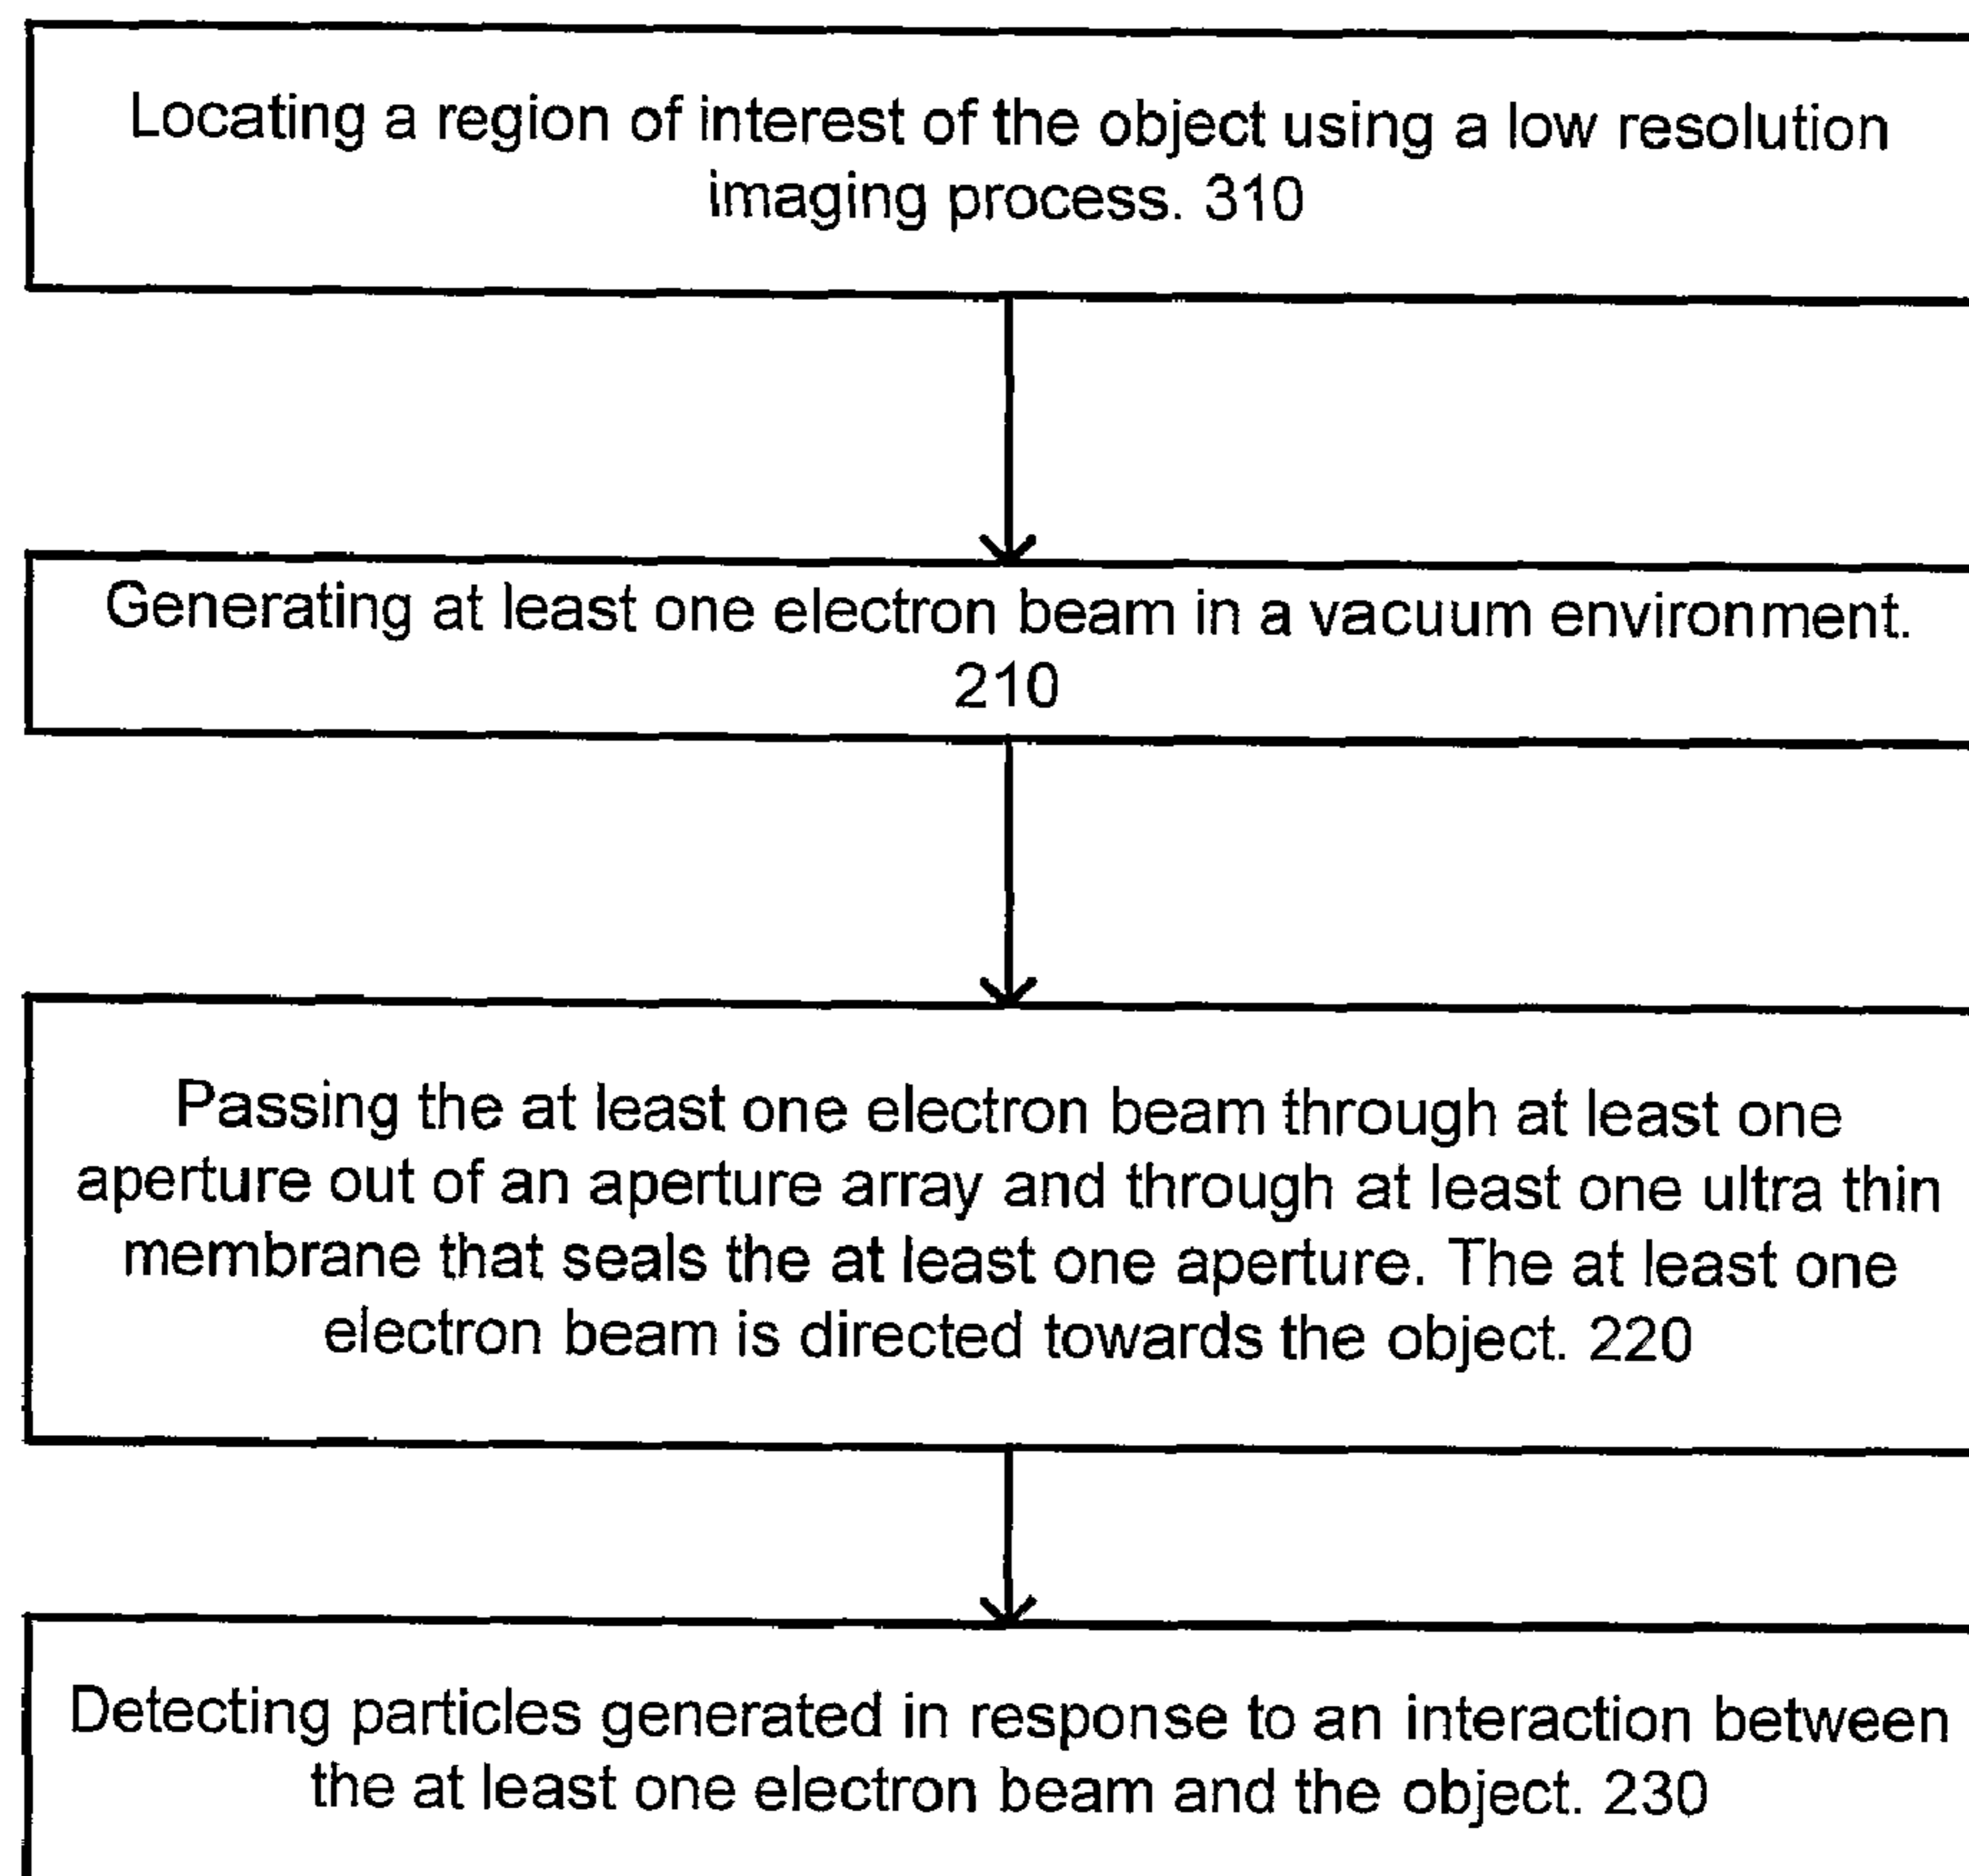 Locating a region of interest of the object using a low resolution
imaging process. 310
Generating at least one electron beam in a vacuum environment.
210
Passing the at least one electron beam through at least one
aperture out of an aperture array and through at least one ultra thin
membrane that seals the at least one aperture. The at least one
electron beam is directed towards the object. 220
Detecting particles generated in response to an interaction between
the at least one electron beam and the object. 230